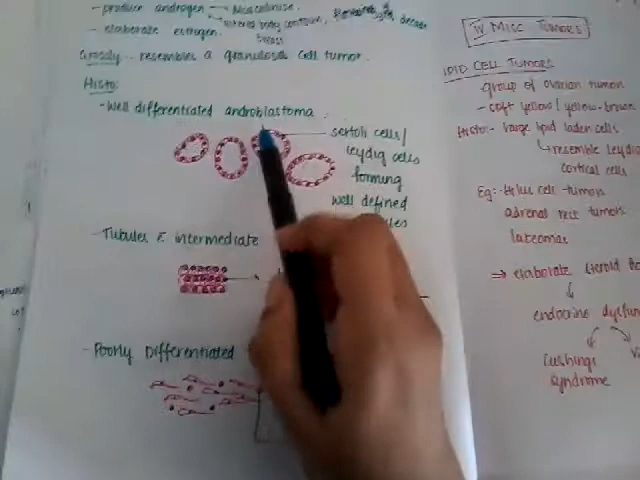 - produce androgen → Masculinise.
- elaborate estrogen.
Grossly - resembles a granulosa cell tumor.
Histo:
- Well differentiated androblastoma :
sertoli cells/
leydig cells
forming
well defined
- Tubules & intermediate
- Poorly Differentiated
IV Misc Tumors
LIPID CELL TUMORS
group of ovarian tumors
- soft yellow / yellow-brown
Histo - large lipid laden cells
↳ resemble leydig
cortical cells
Eg:- Hilus cell tumor
adrenal rest tumor
luteomas
⇒ elaborate steroid
↓
endocrine
Cushings
syndrome